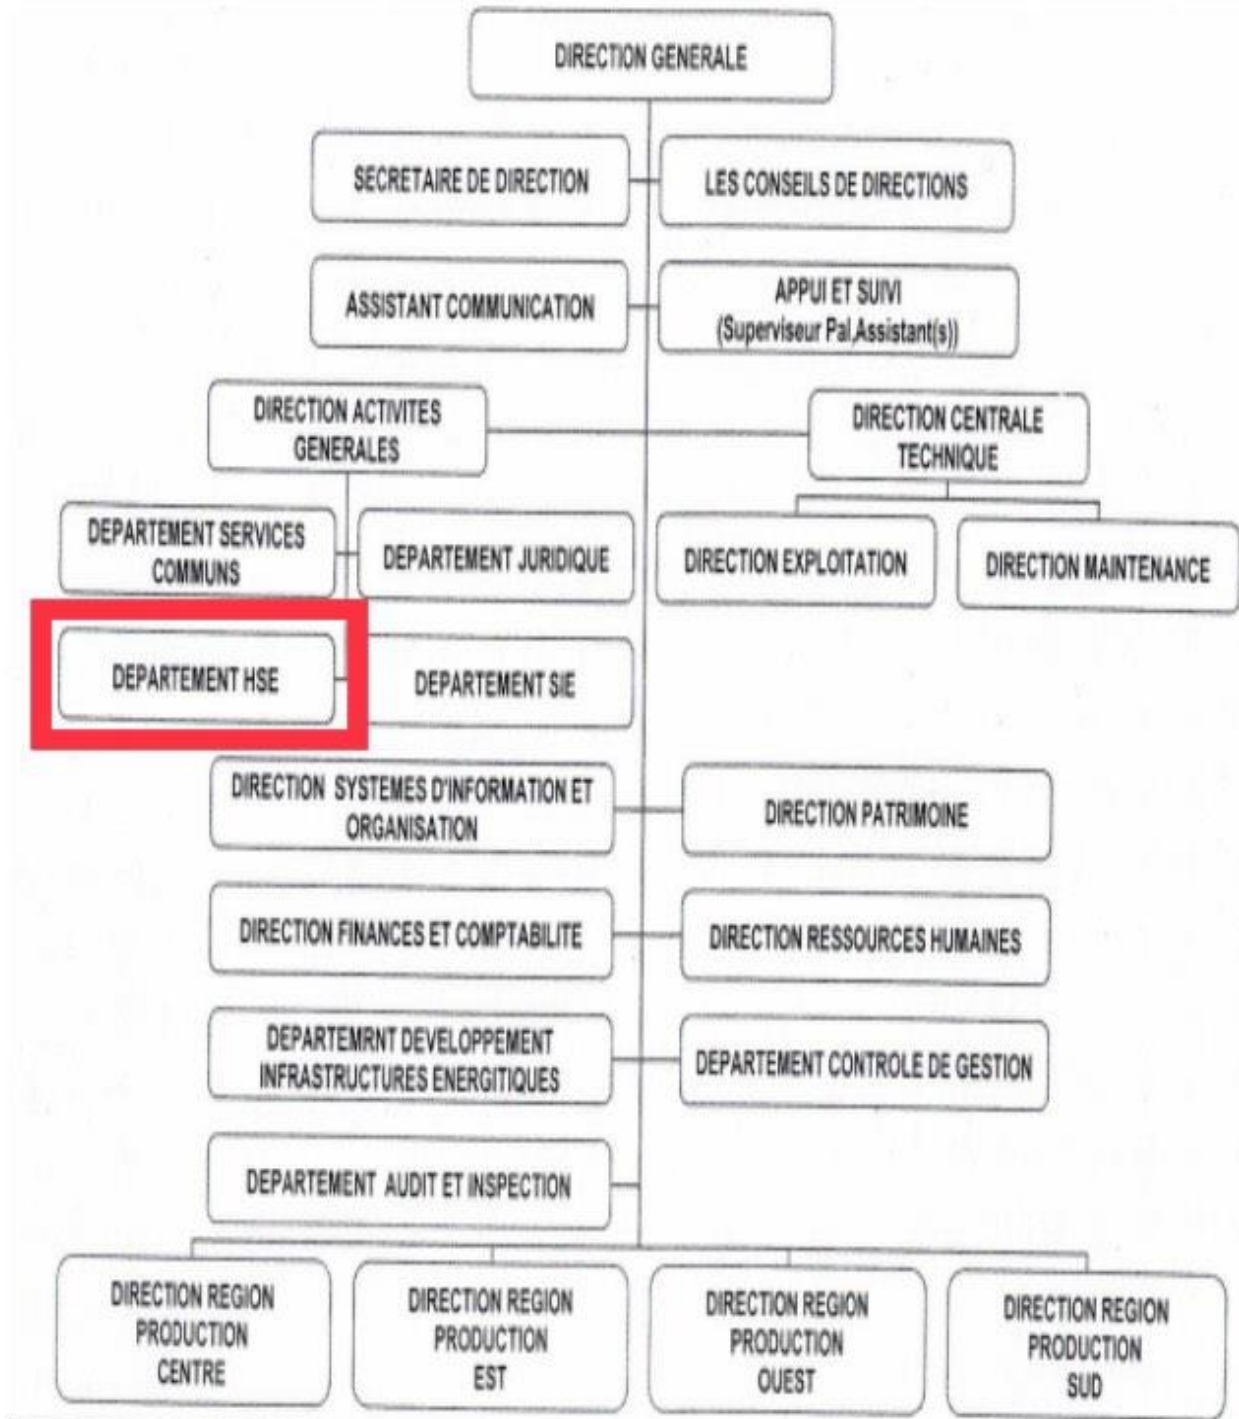 DIRECTION GENERALE
SECRETAIRE DE DIRECTION
LES CONSEILS DE DIRECTIONS
ASSISTANT COMMUNICATION
APPUI ET SUIVI
(Superviseur Pal,Assistant(s))
DIRECTION ACTIVITES
GENERALES
DIRECTION CENTRALE
TECHNIQUE
DEPARTEMENT SERVICES
COMMUNS
DEPARTEMENT JURIDIQUE
DIRECTION EXPLOITATION
DIRECTION MAINTENANCE
DEPARTEMENT HSE
DEPARTEMENT SIE
DIRECTION SYSTEMES D'INFORMATION ET
ORGANISATION
DIRECTION PATRIMOINE
DIRECTION FINANCES ET COMPTABILITE
DIRECTION RESSOURCES HUMAINES
DEPARTEMRNT DEVELOPPEMENT
INFRASTRUCTURES ENERGITIQUES
DEPARTEMENT CONTROLE DE GESTION
DEPARTEMENT AUDIT ET INSPECTION
DIRECTION REGION
PRODUCTION
CENTRE
DIRECTION REGION
PRODUCTION
EST
DIRECTION REGION
PRODUCTION
OUEST
DIRECTION REGION
PRODUCTION
SUD